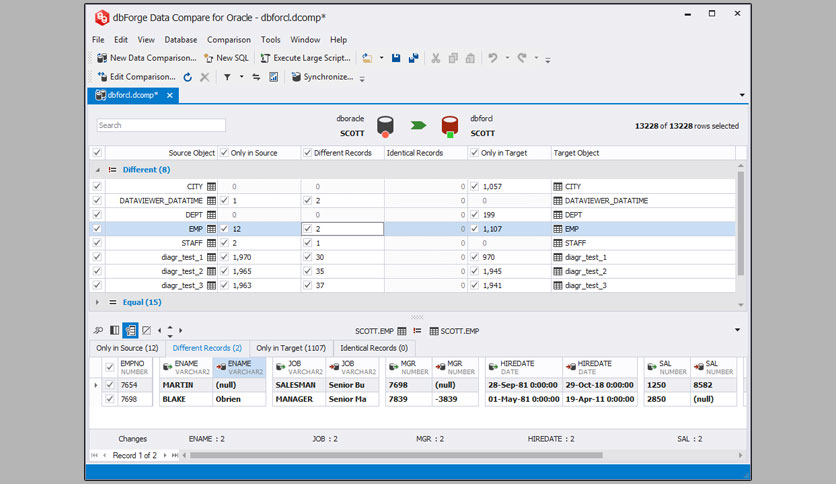 dbForge Data Compare for Oracle - dbforcl.dcomp*
File Edit View Database Comparison Tools Window Help
New Data Comparison... New SQL Execute Large Script...
Edit Comparison... Synchronize...
dbforcl.dcomp*
Search
dboracle dbforcl
SCOTT SCOTT
13228 of 13228 rows selected
Source Object Only in Source Different Records Identical Records Only in Target Target Object
Different (8)
CITY 0 0 0 1,057 CITY
DATAVIEWER_DATATIME 1 2 0 0 DATAVIEWER_DATATIME
DEPT 0 0 0 199 DEPT
EMP 12 2 0 1,107 EMP
STAFF 2 1 0 0 STAFF
diagr_test_1 1,970 30 0 970 diagr_test_1
diagr_test_2 1,965 35 0 1,945 diagr_test_2
diagr_test_3 1,963 37 0 1,941 diagr_test_3
Equal (15)
SCOTT.EMP SCOTT.EMP
Only in Source (12) Different Records (2) Only in Target (1107) Identical Records (0)
EMPNO ENAME ENAME JOB JOB MGR MGR HIREDATE HIREDATE SAL SAL
NUMBER VARCHAR2 VARCHAR2 VARCHAR2 VARCHAR2 NUMBER NUMBER DATE DATE NUMBER NUMBER
7654 MARTIN (null) SALESMAN Senior Bu 7698 (null) 28-Sep-81 0:00:00 29-Oct-18 0:00:00 1250 8582
7698 BLAKE Obrien MANAGER Senior Ma 7839 -3839 01-May-81 0:00:00 19-Apr-11 0:00:00 2850 (null)
Changes ENAME : 2 JOB : 2 MGR : 2 HIREDATE : 2 SAL : 2
Record 1 of 2